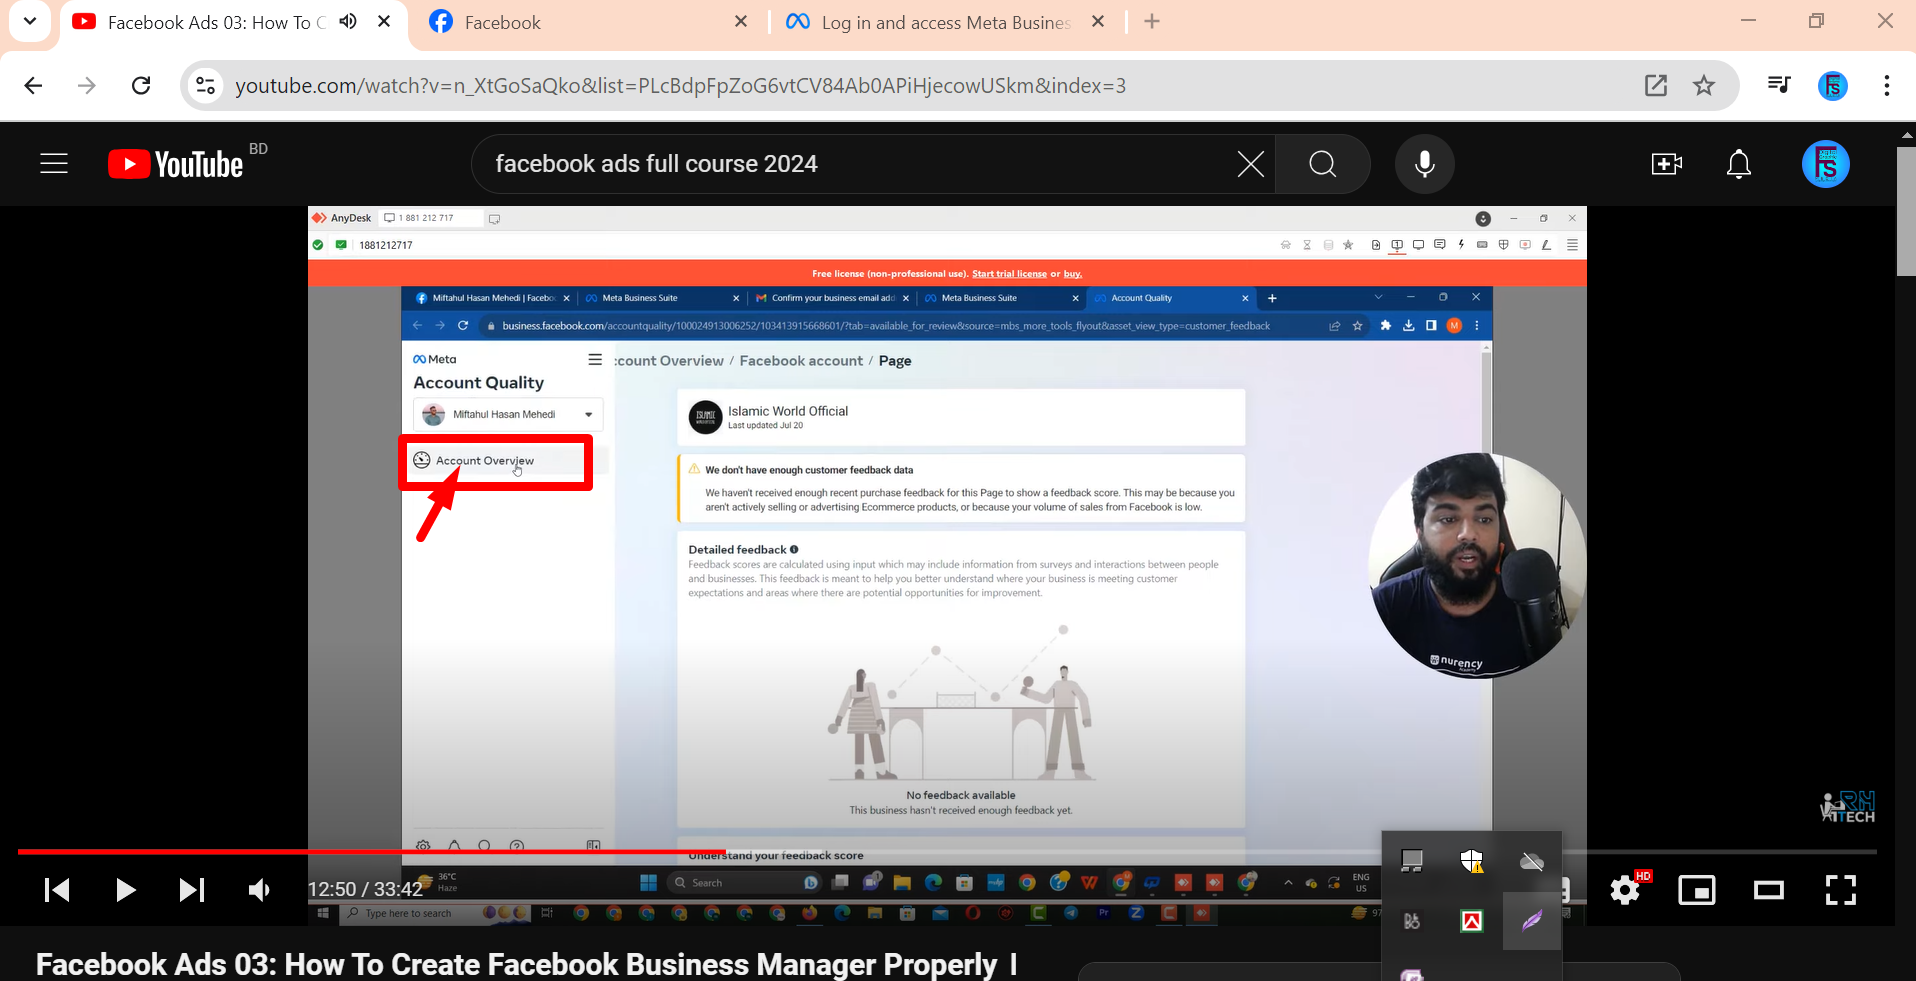 Facebook Ads 03: How To C
Facebook
Log in and access Meta Busines
youtube.com/watch?v=n_XtGoSaQko&list=PLcBdpFpZoG6vtCV84Ab0APiHjecowUSkm&index=3
YouTube BD
facebook ads full course 2024
AnyDesk 1 881 212 717
1881212717
Free license (non-professional use). Start trial license or buy.
Miftahul Hasan Mehedi | Faceboo
Meta Business Suite
Confirm your business email add
Meta Business Suite
Account Quality
business.facebook.com/accountquality/100024913006252/103413915668601/?tab=available_for_review&source=mbs_more_tools_flyout&asset_view_type=customer_feedback
M
Meta
ccount Overview / Facebook account / Page
Account Quality
Miftahul Hasan Mehedi
Account Overview
Islamic World Official
Last updated Jul 20
We don't have enough customer feedback data
We haven't received enough recent purchase feedback for this Page to show a feedback score. This may be because you
aren't actively selling or advertising Ecommerce products, or because your volume of sales from Facebook is low.
Detailed feedback
Feedback scores are calculated using input which may include information from surveys and interactions between people
and businesses. This feedback is meant to help you better understand where your business is meeting customer
expectations and areas where there are potential opportunities for improvement.
No feedback available
This business hasn't received enough feedback yet.
Understand your feedback score
nurency
RH
ITECH
36°C
Haze
Search
ENG
US
12:50 / 33:42
HD
Type here to search
97
Facebook Ads 03: How To Create Facebook Business Manager Properly |